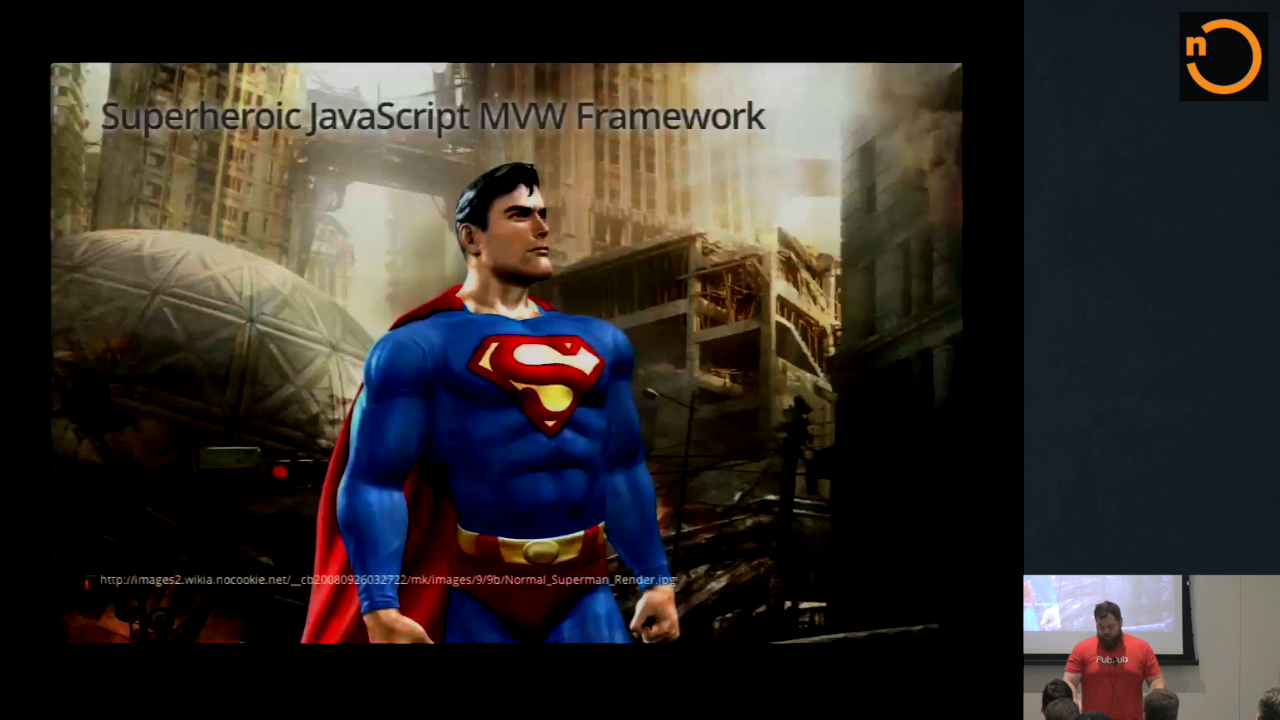 Superheroic JavaScript MVW Framework
http://images2.wikia.nocookie.net/__cb20080926032722/mk/images/9/9b/Normal_Superman_Render.jpg
n
PubNub